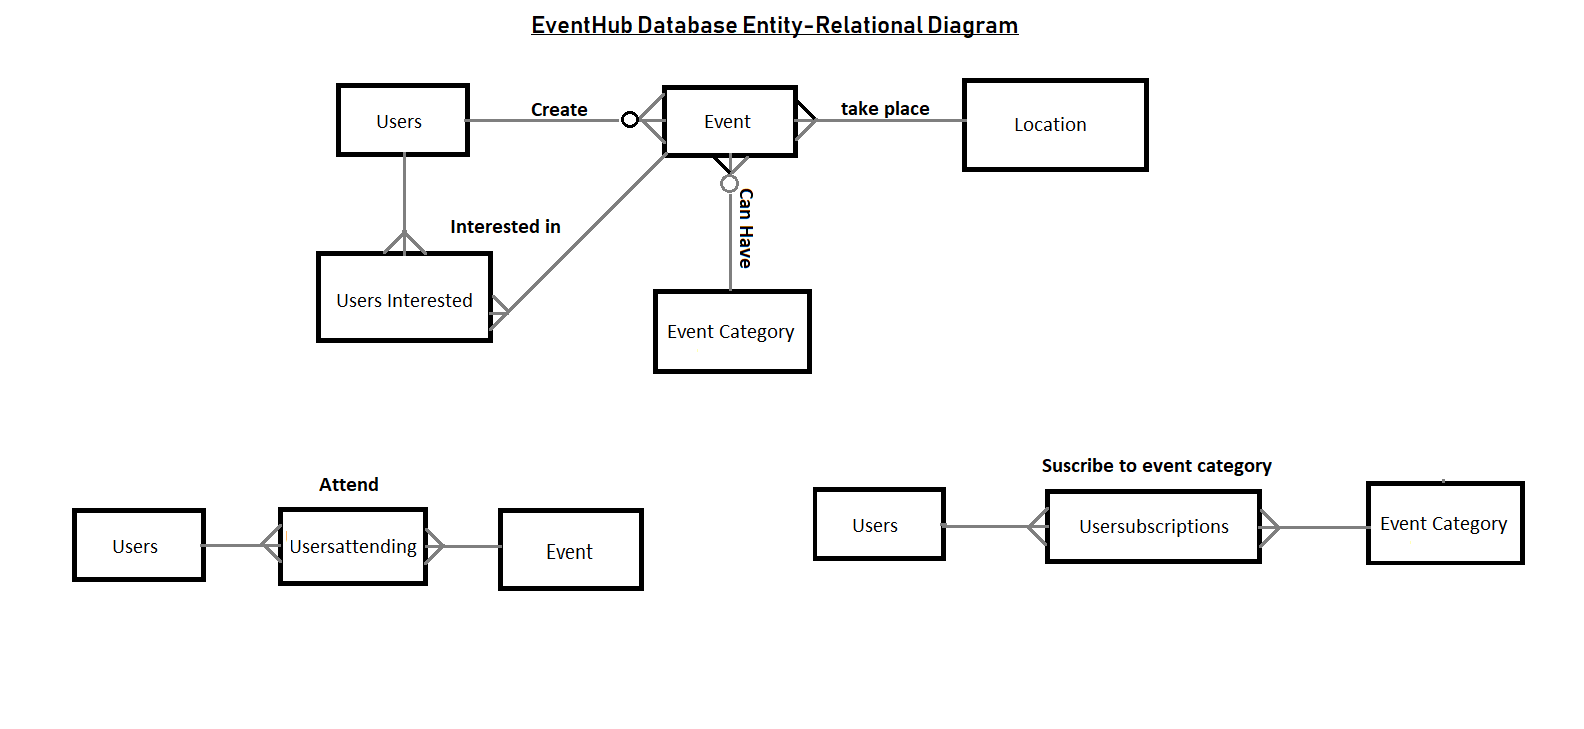 EventHub Database Entity-Relational Diagram
Users
Create
Event
take place
Location
Interested in
Can Have
Users Interested
Event Category
Attend
Users
Usersattending
Event
Suscribe to event category
Users
Usersubscriptions
Event Category